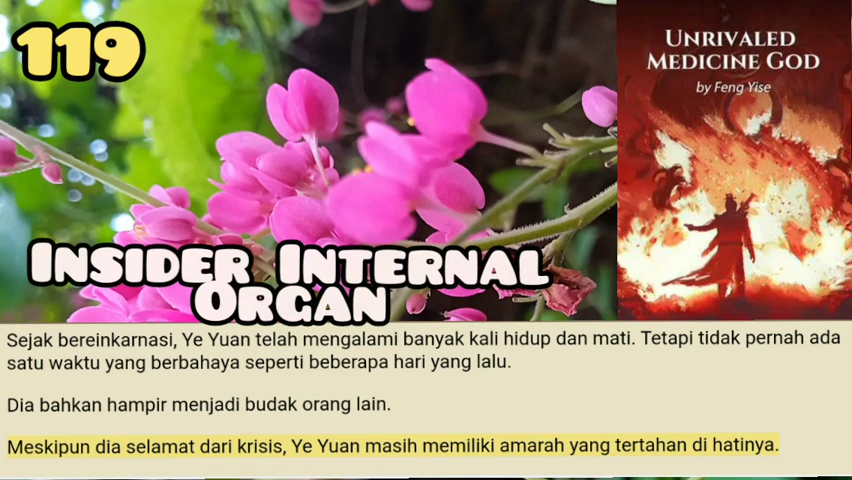 119
UNRIVALED
MEDICINE GOD
by Feng Yise
INSIDER INTERNAL
ORGAN
Sejak bereinkarnasi, Ye Yuan telah mengalami banyak kali hidup dan mati. Tetapi tidak pernah ada
satu waktu yang berbahaya seperti beberapa hari yang lalu.
Dia bahkan hampir menjadi budak orang lain.
Meskipun dia selamat dari krisis, Ye Yuan masih memiliki amarah yang tertahan di hatinya.